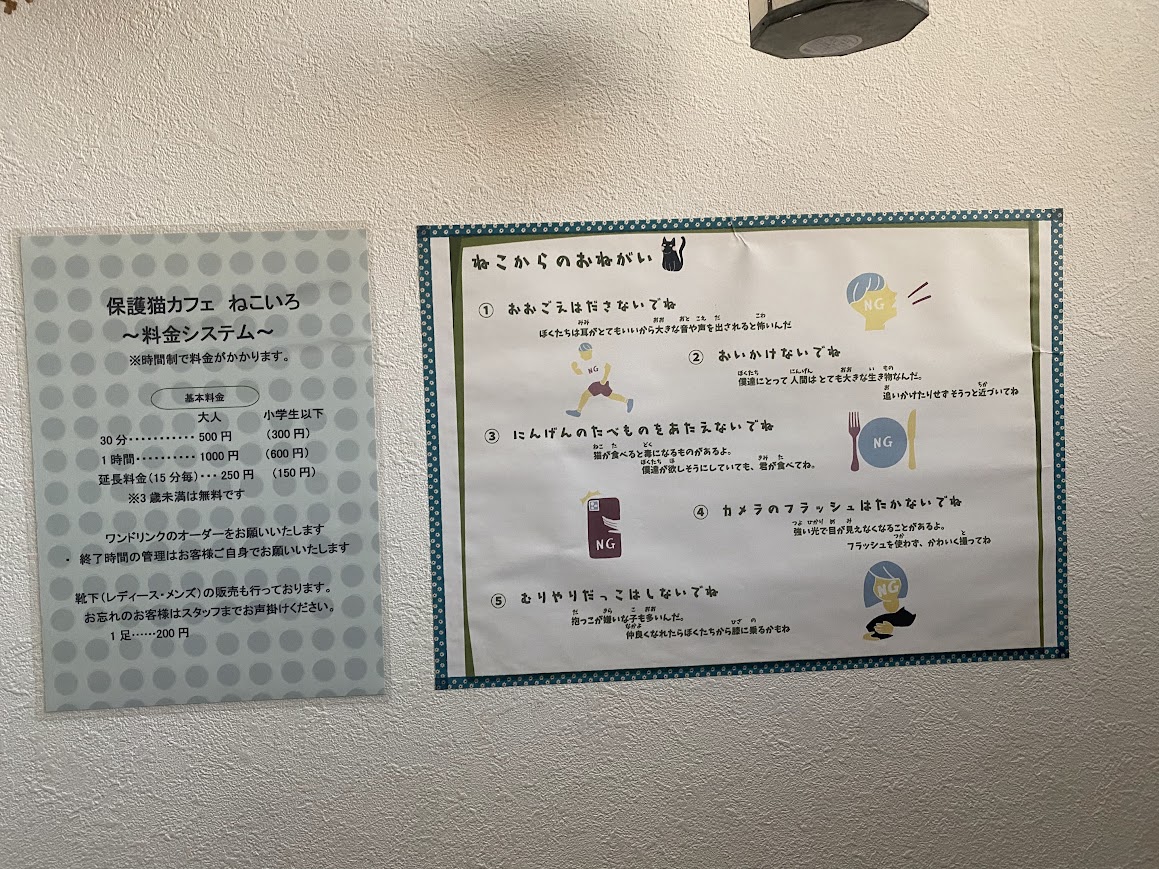 保護猫カフェ ねこいろ
～料金システム～
※時間制で料金がかかります。
基本料金
大人 小学生以下
30分・・・・・・・・・・・500円 (300円)
1時間・・・・・・・・・・1000円 (600円)
延長料金(15分毎)・・・250円 (150円)
※3歳未満は無料です
ワンドリンクのオーダーをお願いいたします
・ 終了時間の管理はお客様ご自身でお願いいたします
靴下(レディース・メンズ)の販売も行っております。
お忘れのお客様はスタッフまでお声掛けください。
1足……200円
ねこからのおねがい
① おおごえはださないでね
ぼくたちは耳がとてもいいから大きな音や声を出されると怖いんだ
NG
② おいかけないでね
僕達にとって人間はとても大きな生き物なんだ。
追いかけたりせずそうっと近づいてね
NG
③ にんげんのたべものをあたえないでね
猫が食べると毒になるものがあるよ。
僕達が欲しそうにしていても、君が食べてね。
NG
④ カメラのフラッシュはたかないでね
強い光で目が見えなくなることがあるよ。
フラッシュを使わず、かわいく撮ってね
NG
⑤ むりやりだっこはしないでね
抱っこが嫌いな子も多いんだ。
仲良くなれたらぼくたちから膝に乗るかもね
NG